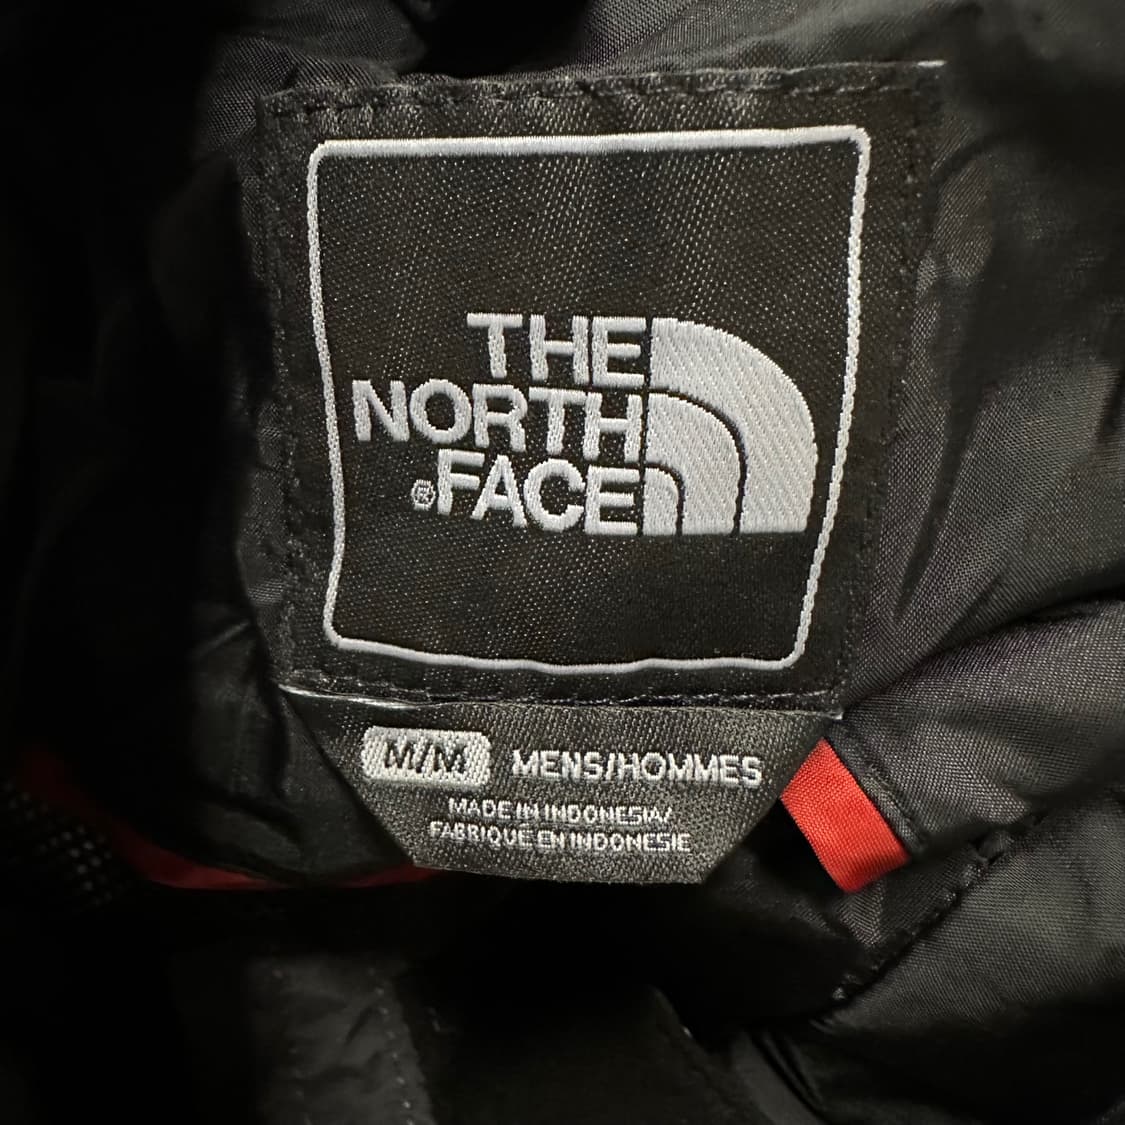 THE
NORTH
®FACE
M/M MENS/HOMMES
MADE IN INDONESIA/
FABRIQUE EN INDONESIE